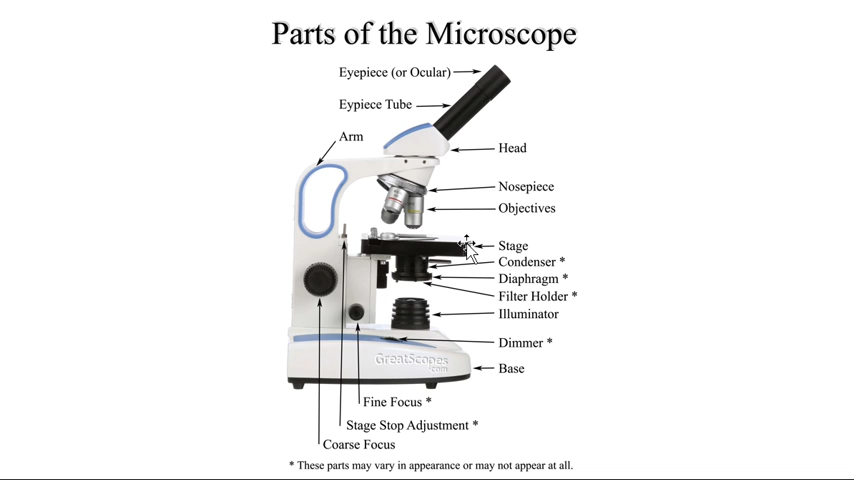 Parts of the Microscope
Eyepiece (or Ocular)
Eypiece Tube
Arm
Head
Nosepiece
Objectives
Stage
Condenser *
Diaphragm *
Filter Holder *
Illuminator
Dimmer *
GreatScopes
.com
Base
Fine Focus *
Stage Stop Adjustment *
Coarse Focus
* These parts may vary in appearance or may not appear at all.